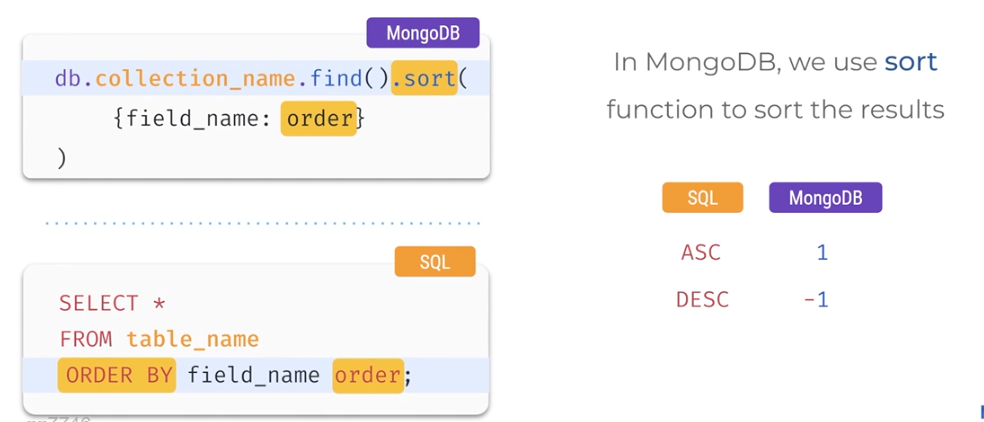 MongoDB
db.collection_name.find().sort(
{field_name: order}
)
SQL
SELECT *
FROM table_name
ORDER BY field_name order;
In MongoDB, we use sort
function to sort the results
SQL MongoDB
ASC 1
DESC -1